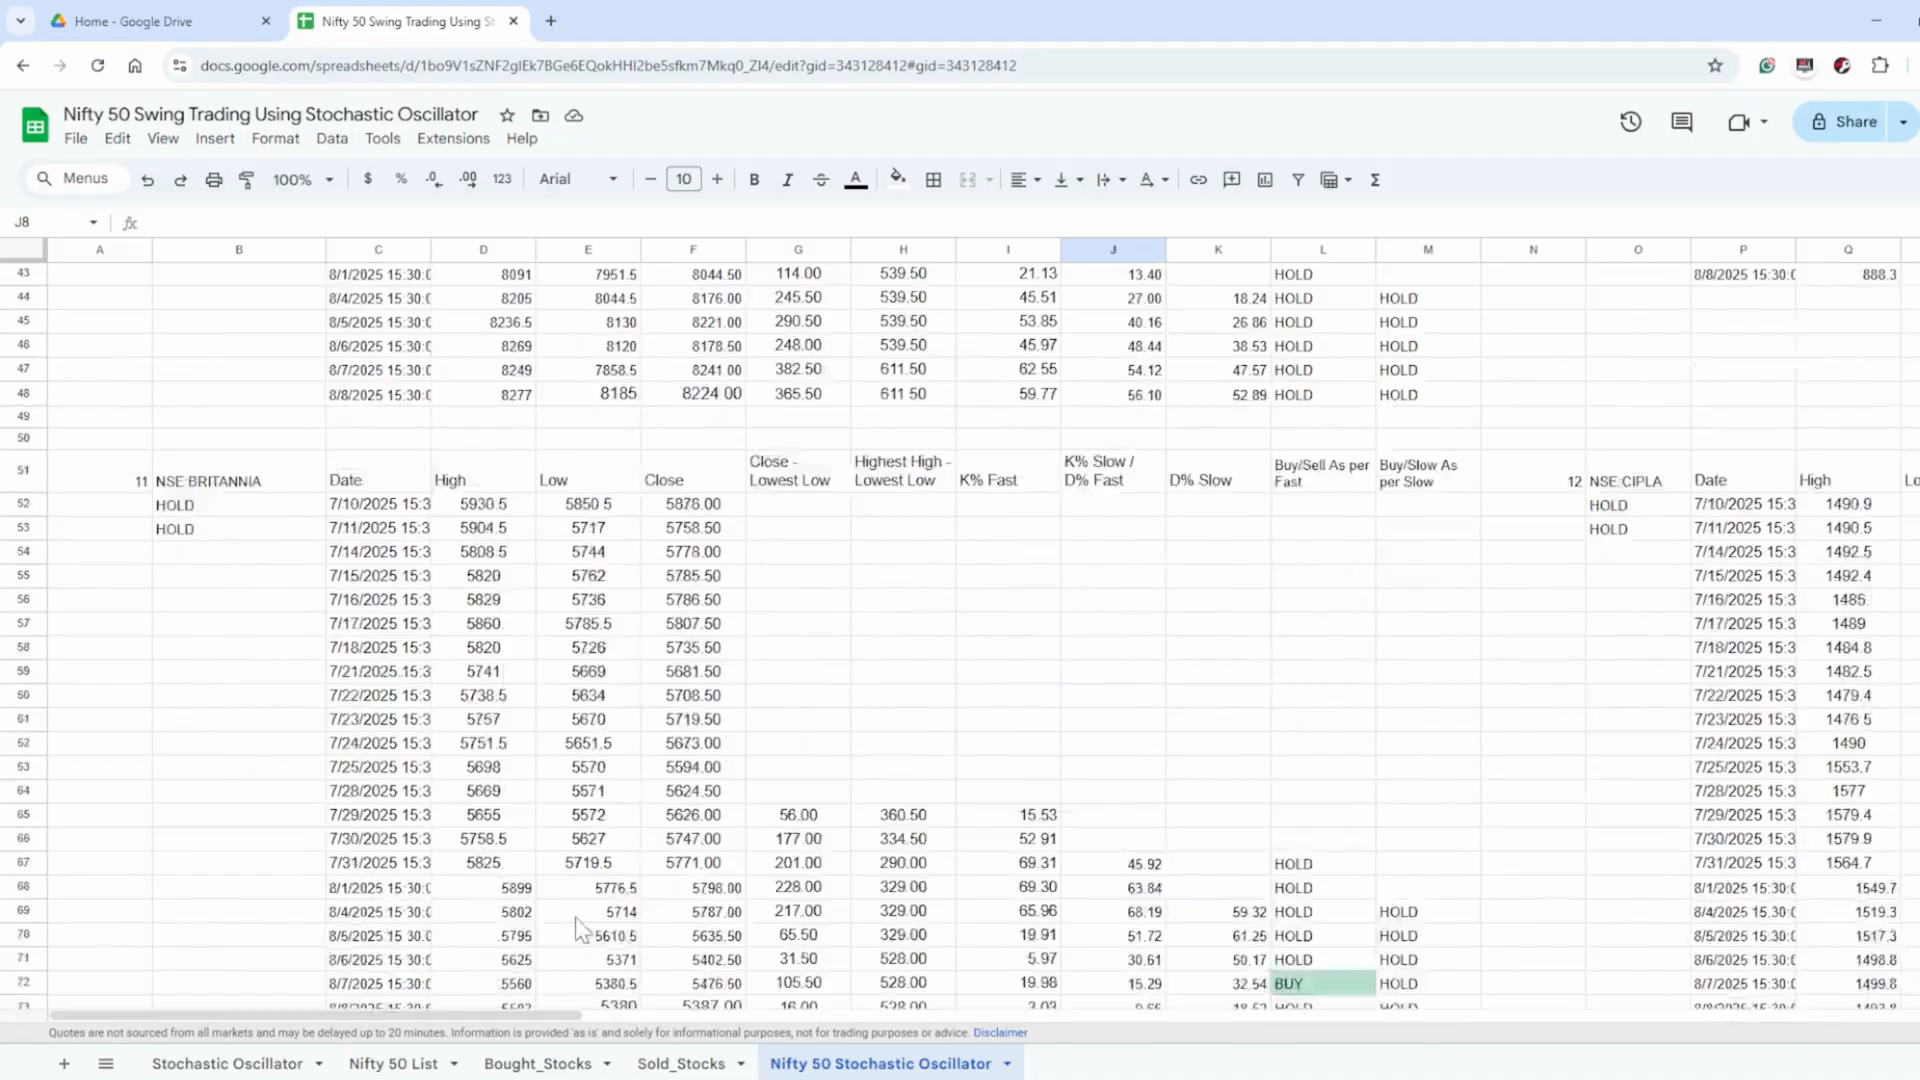 Home - Google Drive
Nifty 50 Swing Trading Using St
docs.google.com/spreadsheets/d/1bo9V1sZNF2glEk7BGe6EQokHHI2be5sfkm7Mkq0_ZI4/edit?gid=343128412#gid=343128412
Nifty 50 Swing Trading Using Stochastic Oscillator
File Edit View Insert Format Data Tools Extensions Help
Share
Menus 100% $ % .0 .00 123 Arial 10 B I A Σ
J8 fx
A B C D E F G H I J K L M N O P Q
43 8/1/2025 15:30:0 8091 7951.5 8044.50 114.00 539.50 21.13 13.40 HOLD 8/8/2025 15:30:0 888.3
44 8/4/2025 15:30:0 8205 8044.5 8176.00 245.50 539.50 45.51 27.00 18.24 HOLD HOLD
45 8/5/2025 15:30:0 8236.5 8130 8221.00 290.50 539.50 53.85 40.16 26.86 HOLD HOLD
46 8/6/2025 15:30:0 8269 8120 8178.50 248.00 539.50 45.97 48.44 38.53 HOLD HOLD
47 8/7/2025 15:30:0 8249 7858.5 8241.00 382.50 611.50 62.55 54.12 47.57 HOLD HOLD
48 8/8/2025 15:30:0 8277 8185 8224.00 365.50 611.50 59.77 56.10 52.89 HOLD HOLD
49
50
51 11 NSE:BRITANNIA Date High Low Close Close - Lowest Low Highest High - Lowest Low K% Fast K% Slow / D% Fast D% Slow Buy/Sell As per Fast Buy/Slow As per Slow 12 NSE:CIPLA Date High Lo
52 HOLD 7/10/2025 15:3 5930.5 5850.5 5876.00 HOLD 7/10/2025 15:3 1490.9
53 HOLD 7/11/2025 15:3 5904.5 5717 5758.50 HOLD 7/11/2025 15:3 1490.5
54 7/14/2025 15:3 5808.5 5744 5778.00 7/14/2025 15:3 1492.5
55 7/15/2025 15:3 5820 5762 5785.50 7/15/2025 15:3 1492.4
56 7/16/2025 15:3 5829 5736 5786.50 7/16/2025 15:3 1485.
57 7/17/2025 15:3 5860 5785.5 5807.50 7/17/2025 15:3 1489
58 7/18/2025 15:3 5820 5726 5735.50 7/18/2025 15:3 1484.8
59 7/21/2025 15:3 5741 5669 5681.50 7/21/2025 15:3 1482.5
60 7/22/2025 15:3 5738.5 5634 5708.50 7/22/2025 15:3 1479.4
61 7/23/2025 15:3 5757 5670 5719.50 7/23/2025 15:3 1476.5
62 7/24/2025 15:3 5751.5 5651.5 5673.00 7/24/2025 15:3 1490
63 7/25/2025 15:3 5698 5570 5594.00 7/25/2025 15:3 1553.7
64 7/28/2025 15:3 5669 5571 5624.50 7/28/2025 15:3 1577
65 7/29/2025 15:3 5655 5572 5626.00 56.00 360.50 15.53 7/29/2025 15:3 1579.4
66 7/30/2025 15:3 5758.5 5627 5747.00 177.00 334.50 52.91 7/30/2025 15:3 1579.9
67 7/31/2025 15:3 5825 5719.5 5771.00 201.00 290.00 69.31 45.92 HOLD 7/31/2025 15:3 1564.7
68 8/1/2025 15:30:0 5899 5776.5 5798.00 228.00 329.00 69.30 63.84 HOLD 8/1/2025 15:30:0 1549.7
69 8/4/2025 15:30:0 5802 5714 5787.00 217.00 329.00 65.96 68.19 59.32 HOLD HOLD 8/4/2025 15:30:0 1519.3
70 8/5/2025 15:30:0 5795 5610.5 5635.50 65.50 329.00 19.91 51.72 61.25 HOLD HOLD 8/5/2025 15:30:0 1517.3
71 8/6/2025 15:30:0 5625 5371 5402.50 31.50 528.00 5.97 30.61 50.17 HOLD HOLD 8/6/2025 15:30:0 1498.8
72 8/7/2025 15:30:0 5560 5380.5 5476.50 105.50 528.00 19.98 15.29 32.54 BUY HOLD 8/7/2025 15:30:0 1499.8
73 5380 5387.00 16.00 528.00 3.03 HOLD HOLD
Quotes are not sourced from all markets and may be delayed up to 20 minutes. Information is provided 'as is' and solely for informational purposes, not for trading purposes or advice. Disclaimer
Stochastic Oscillator Nifty 50 List Bought_Stocks Sold_Stocks Nifty 50 Stochastic Oscillator